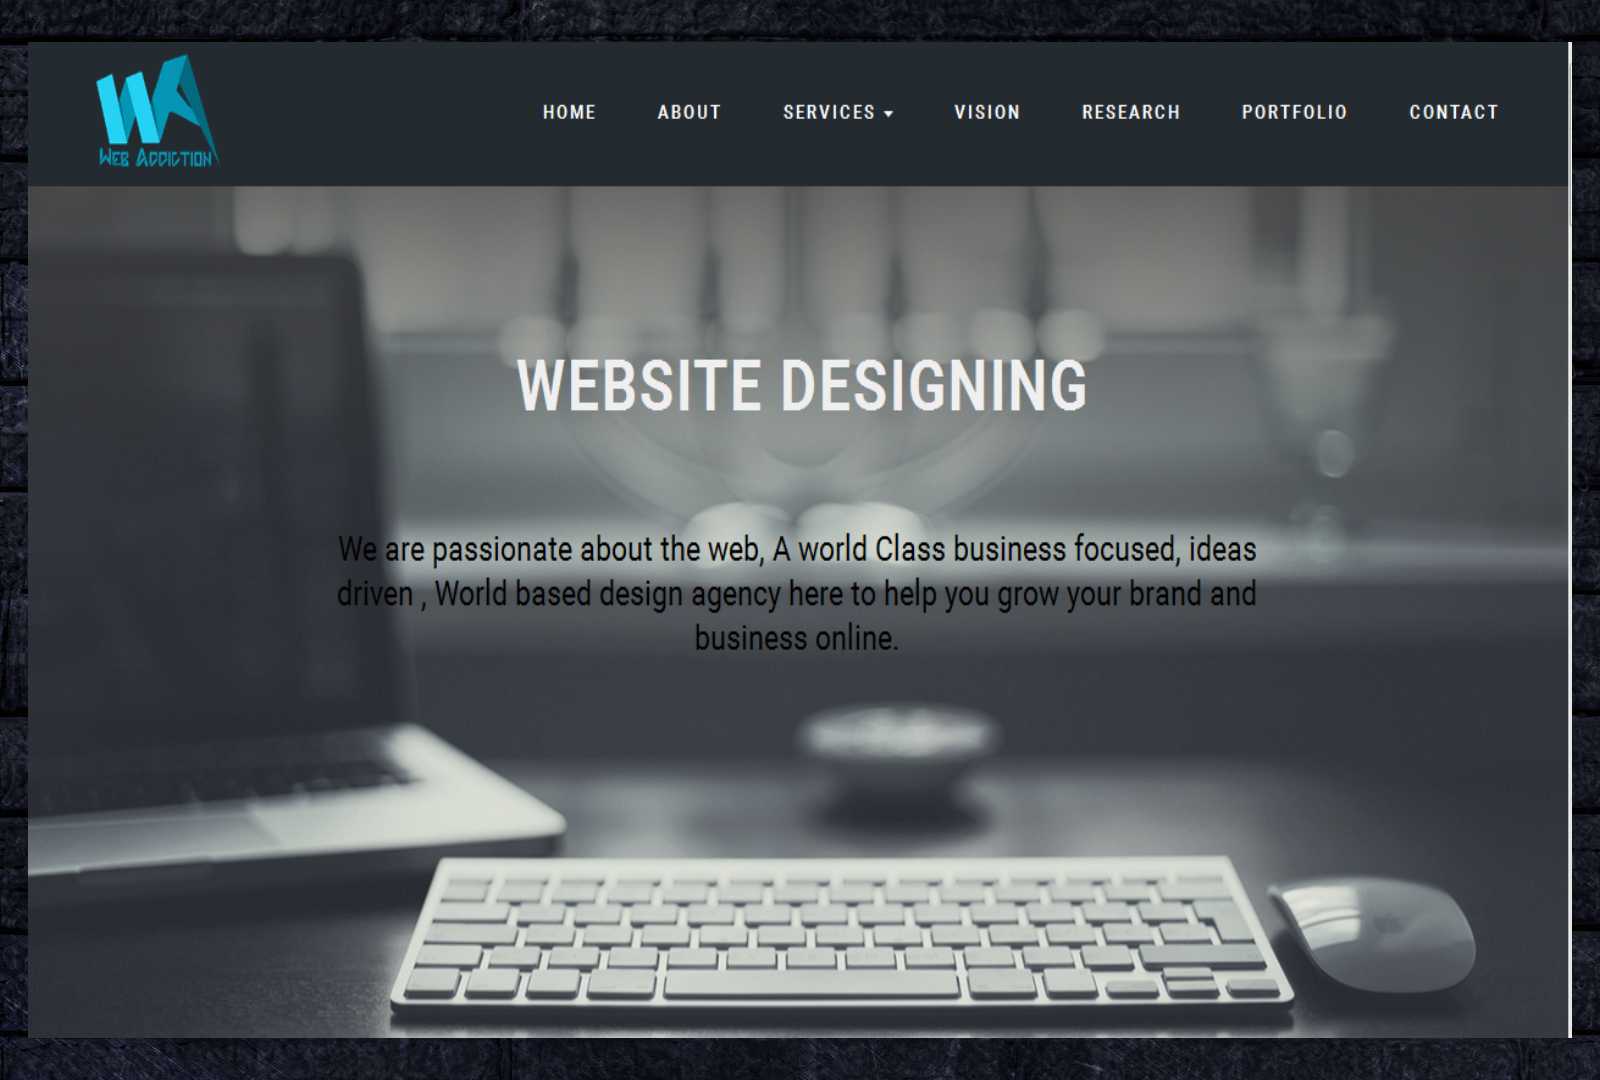 WEB ADDICTION
HOME ABOUT SERVICES VISION RESEARCH PORTFOLIO CONTACT
WEBSITE DESIGNING
We are passionate about the web, A world Class business focused, ideas
driven , World based design agency here to help you grow your brand and
business online.